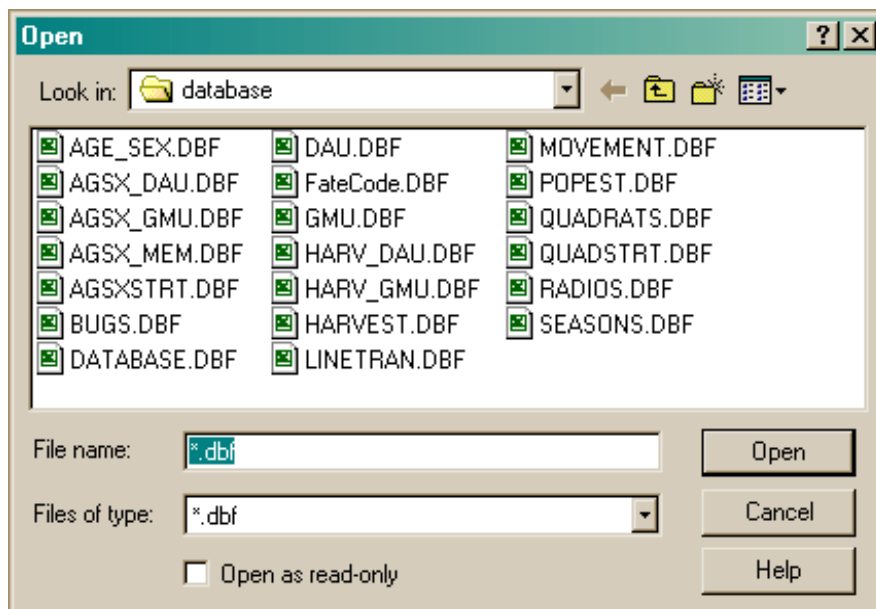 Open
Look in: database
AGE_SEX.DBF DAU.DBF MOVEMENT.DBF
AGSX_DAU.DBF FateCode.DBF POPEST.DBF
AGSX_GMU.DBF GMU.DBF QUADRATS.DBF
AGSX_MEM.DBF HARV_DAU.DBF QUADSTRT.DBF
AGSXSTRT.DBF HARV_GMU.DBF RADIOS.DBF
BUGS.DBF HARVEST.DBF SEASONS.DBF
DATABASE.DBF LINETRAN.DBF
File name: *.dbf Open
Files of type: *.dbf Cancel
Open as read-only Help